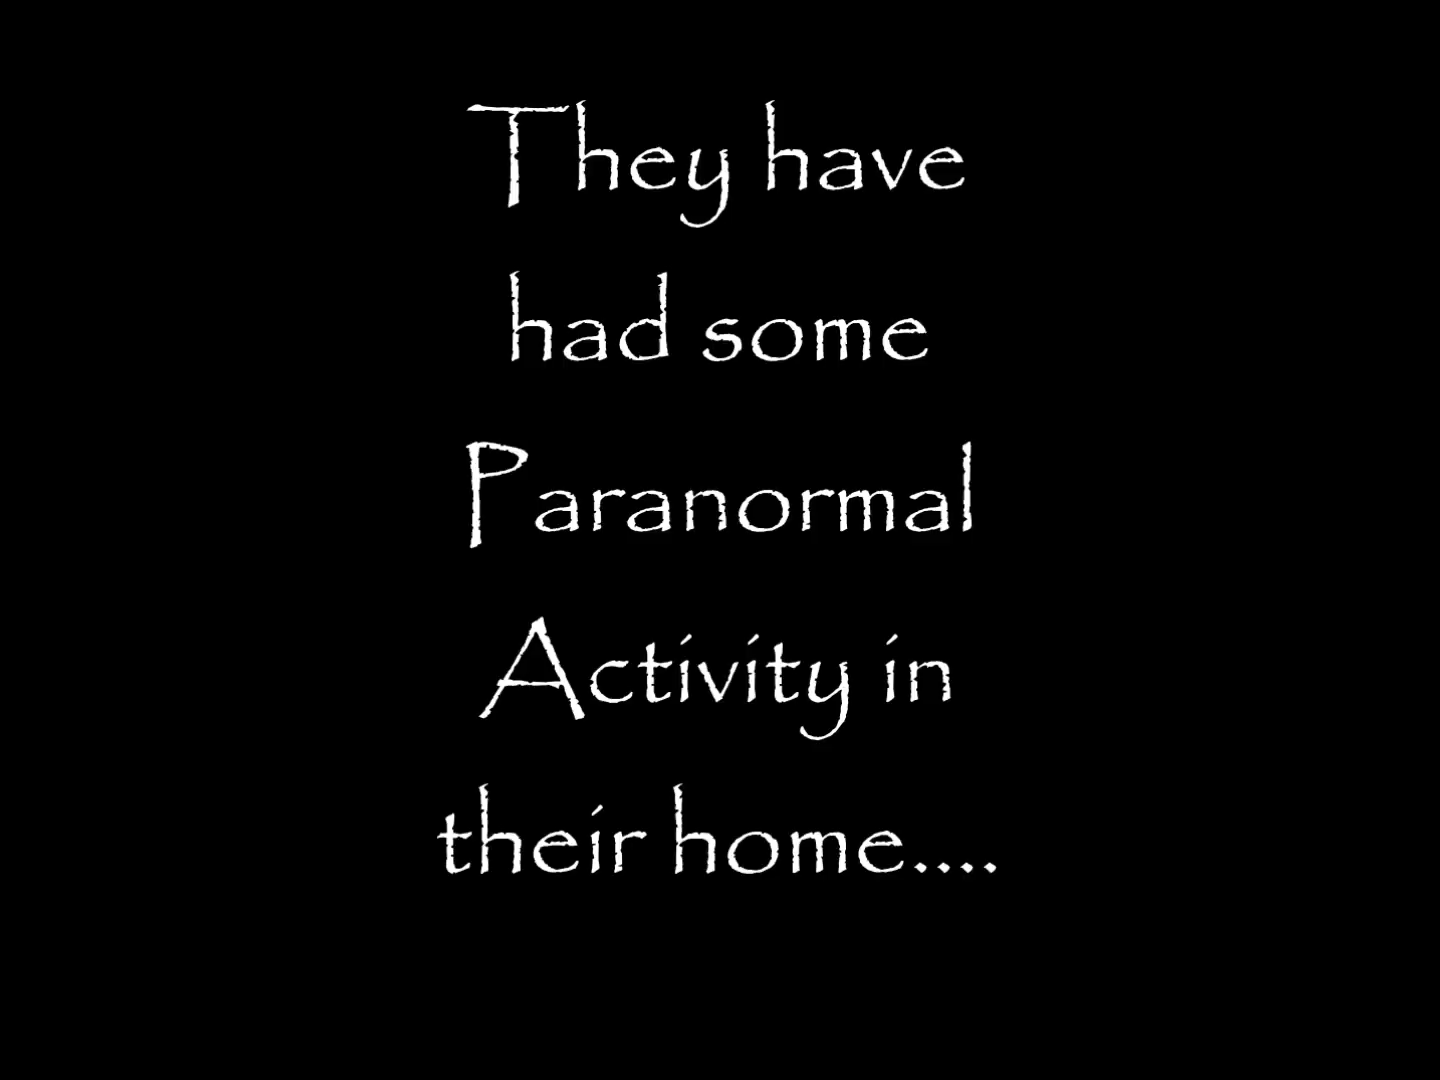 They have
had some
Paranormal
Activity in
their home....